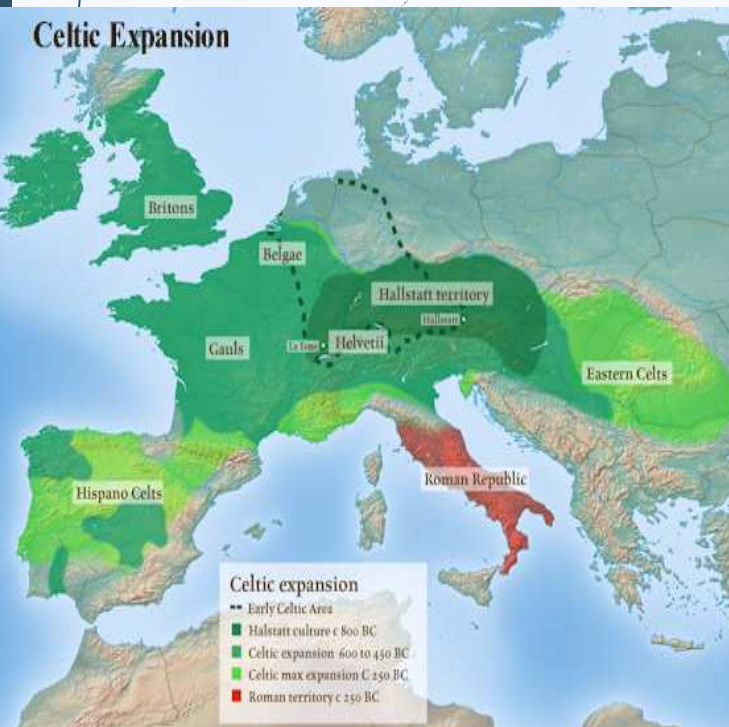 Celtic Expansion
Britons
Belgae
Hallstatt territory
Hallstatt
La Tene
Helvetii
Gauls
Eastern Celts
Roman Republic
Hispano Celts
Celtic expansion
Early Celtic Area
Halstatt culture c 800 BC
Celtic expansion 600 to 450 BC
Celtic max expansion C 250 BC
Roman territory c 250 BC